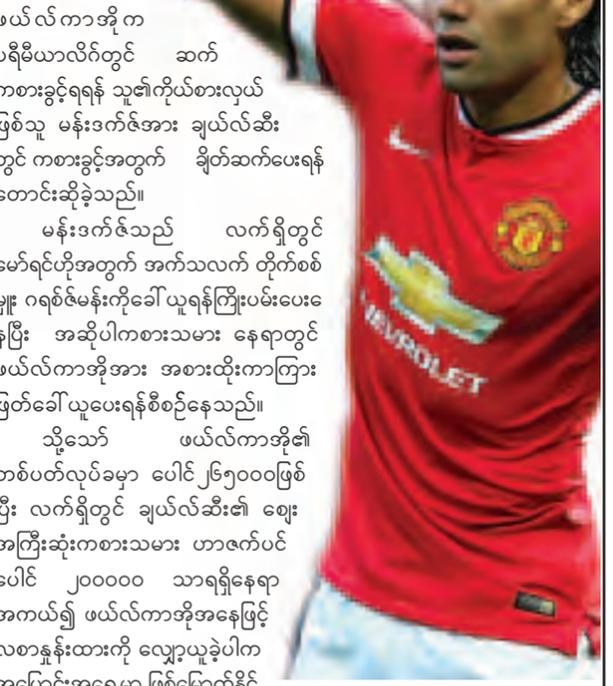 ဖယ်လ်ကာအိုက
ပရီမီယာလိဂ်တွင် ဆက်
ကစားခွင့်ရရန် သူ၏ကိုယ်စားလှယ်
ဖြစ်သူ မန်းဒက်ဇ်အား ချယ်လ်ဆီး
တွင် ကစားခွင့်အတွက် ချိတ်ဆက်ပေးရန်
တောင်းဆိုခဲ့သည်။
မန်းဒက်ဇ်သည် လက်ရှိတွင်
မော်ရင်ဟိုအတွက် အက်သလက် တိုက်စစ်
မှူး ဂရစ်ဇ်မန်းကိုခေါ်ယူရန်ကြိုးပမ်းပေးေ
နပြီး အဆိုပါကစားသမား နေရာတွင်
ဖယ်လ်ကာအိုအား အစားထိုးကာကြား
ဖြတ်ခေါ်ယူပေးရန်စီစဉ်နေသည်။
သို့သော် ဖယ်လ်ကာအို၏
တစ်ပတ်လုပ်ခမှာ ပေါင်၂၆၅၀၀၀ဖြစ်
ပြီး လက်ရှိတွင် ချယ်လ်ဆီး၏ ဈေး
အကြီးဆုံးကစားသမား ဟာဇက်ပင်
ပေါင် ၂၀၀၀၀၀ သာရရှိနေရာ
အကယ်၍ ဖယ်လ်ကာအိုအနေဖြင့်
လစာနှုန်းထားကို လျှော့ယူခဲ့ပါက
အပြောင်းအရွှေ့မှာ ဖြစ်မြောက်နိုင်
CHEVROLET